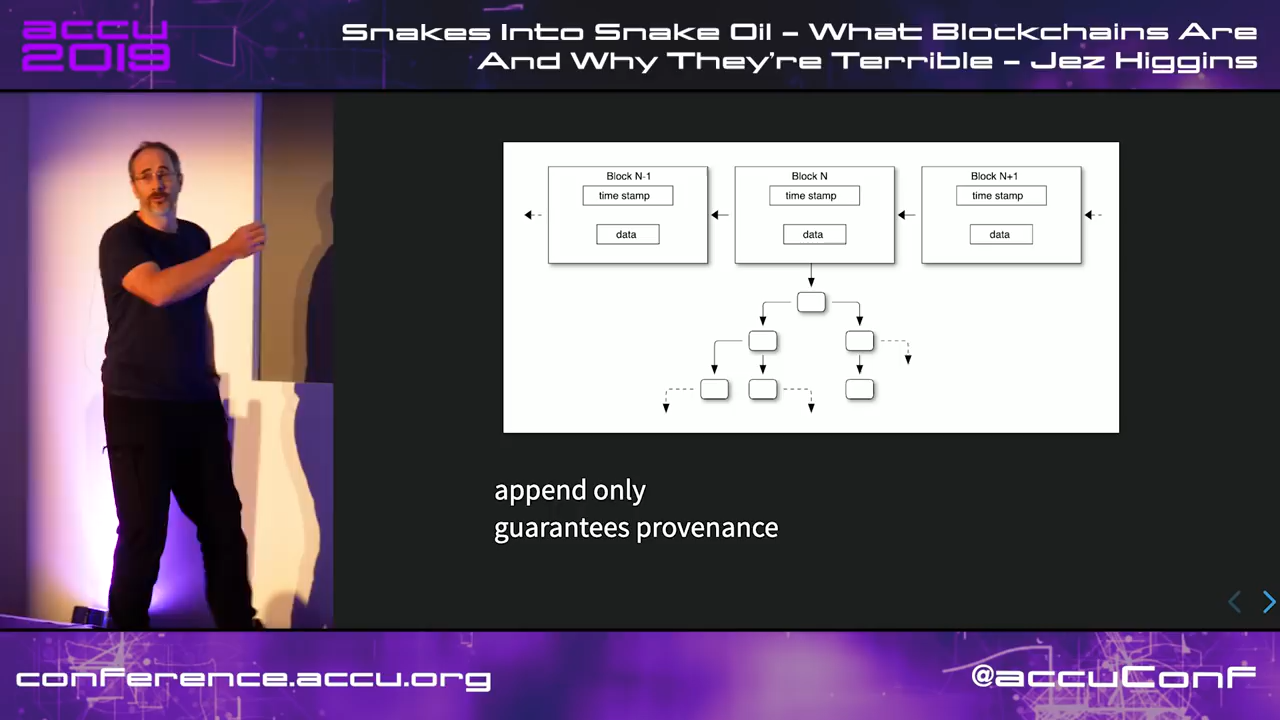 accu
2019
Snakes Into Snake Oil – What Blockchains Are
And Why They're Terrible – Jez Higgins
Block N-1
Block N
Block N+1
time stamp
time stamp
time stamp
data
data
data
append only
guarantees provenance
conference.accu.org
@accuConf